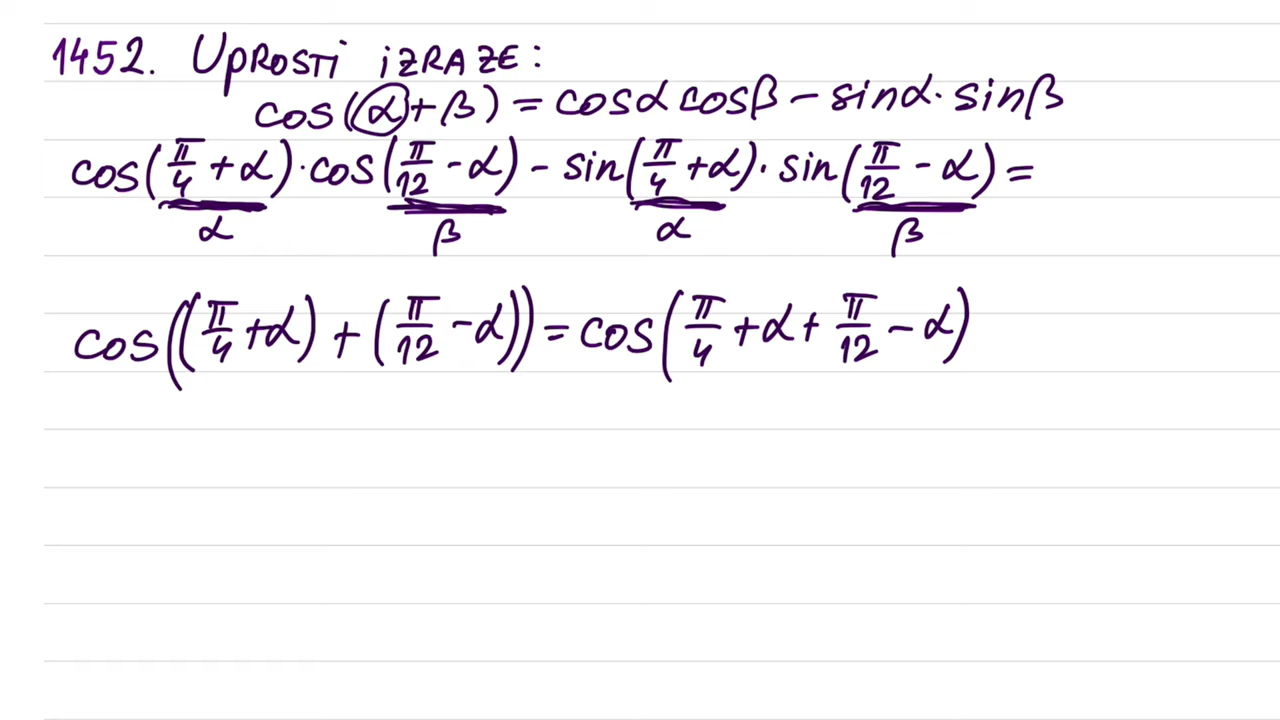 1452. Uprosti izraze:
cos(α+β) = cosα cosβ - sinα · sinβ
cos(π/4 + α) · cos(π/12 - α) - sin(π/4 + α) · sin(π/12 - α) =
α β α β
cos((π/4 + α) + (π/12 - α)) = cos(π/4 + α + π/12 - α)